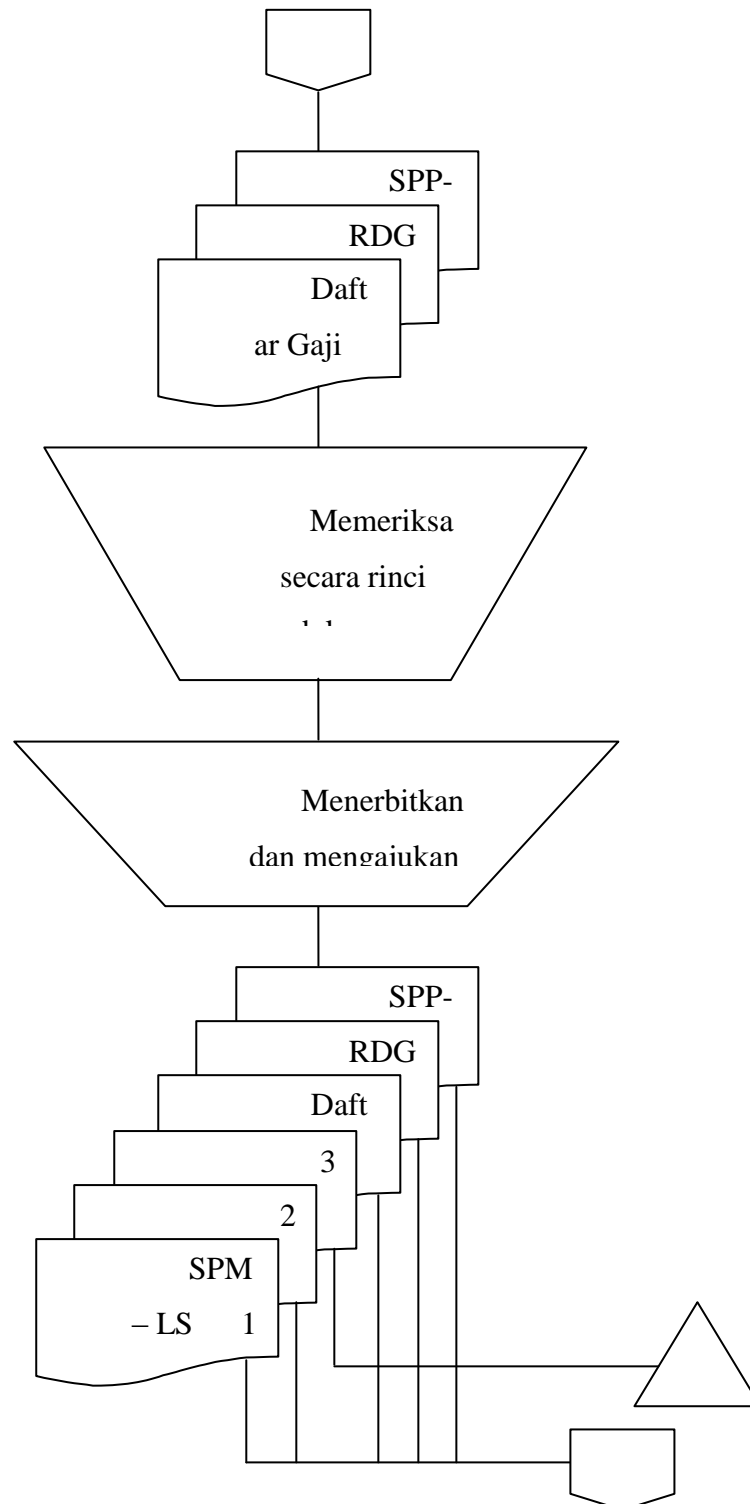 SPP-
RDG
Daft
ar Gaji
Memeriksa
secara rinci
Menerbitkan
dan mengajukan
SPP-
RDG
Daft
3
2
SPM
– LS 1